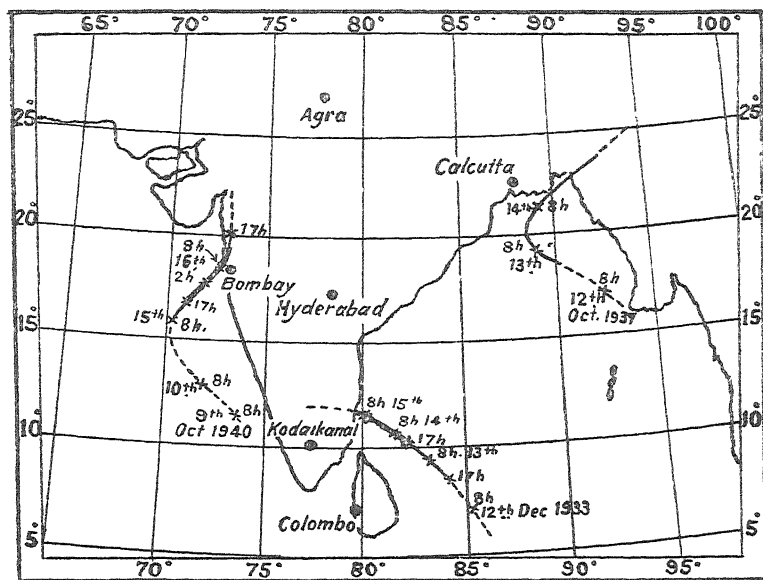 65° 70° 75° 80° 85° 90° 95° 100°
25° 25°
Agra
Calcutta
14th 8h
20° 17h 20°
8h
16th
2h
Bombay
8h
13th
8h
12th
Oct. 1937
Hyderabad
17h
15th 8h.
15° 15°
10th 8h
9th 8h
Oct 1940
8h 15th
8h 14th
17h
8h. 13th
17h
8h
12th Dec 1933
Kodaikanal
10° 10°
Colombo
5° 5°
70° 75° 80° 85° 90° 95°